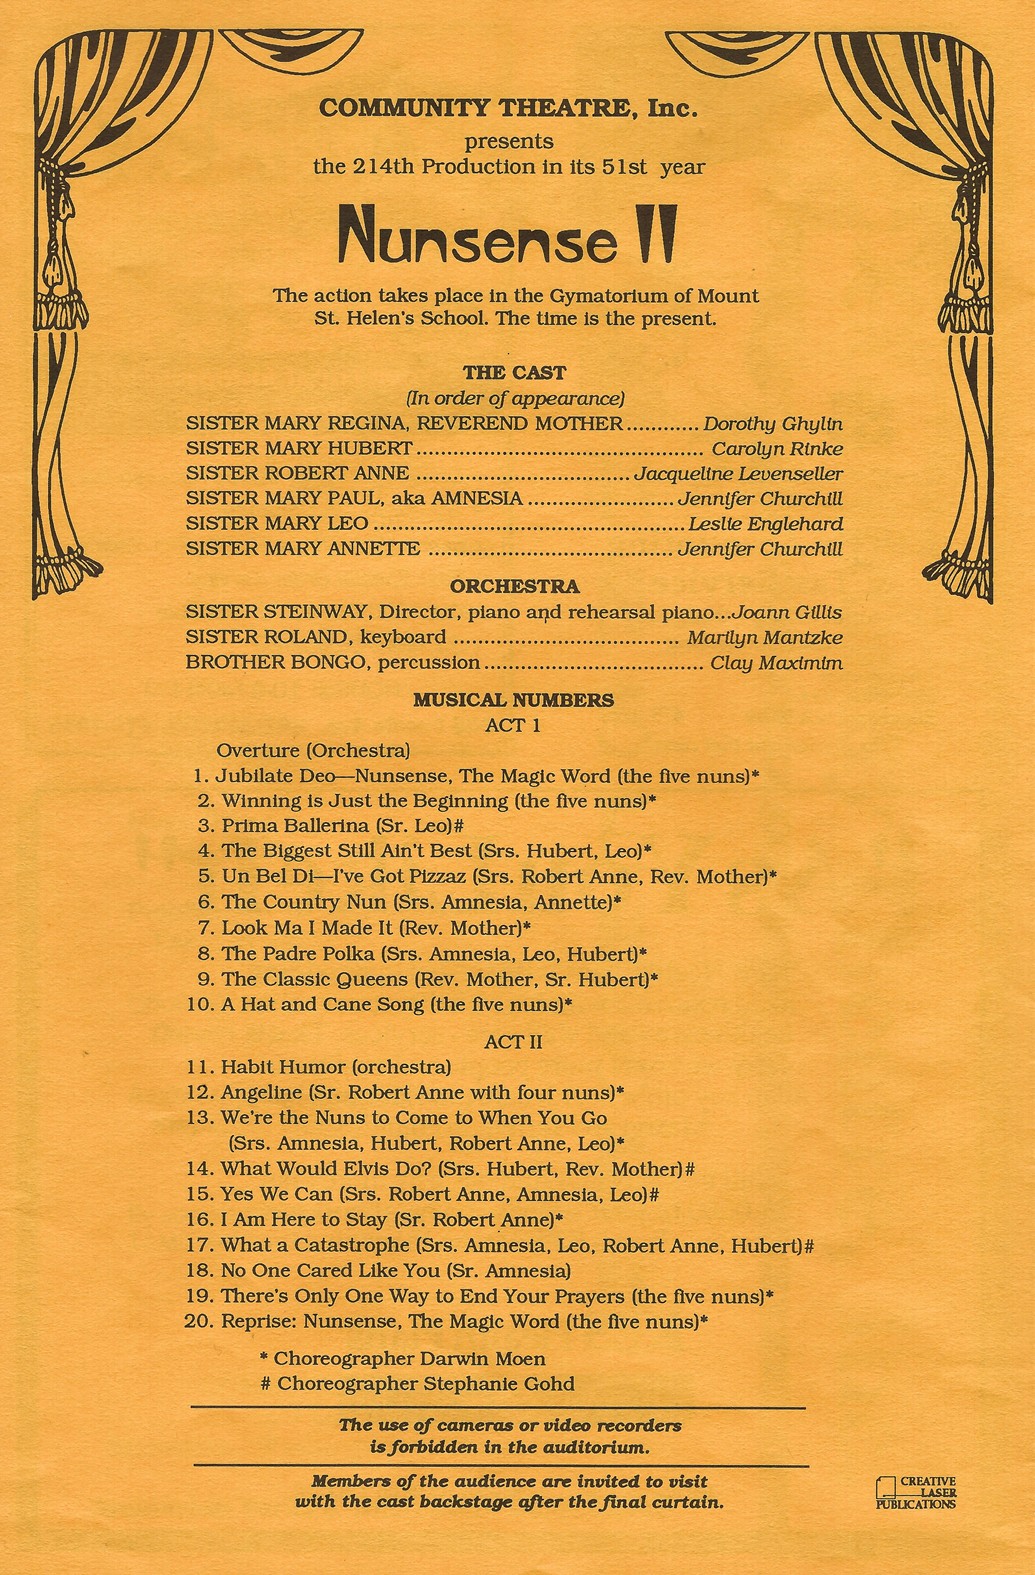 COMMUNITY THEATRE, Inc.
presents
the 214th Production in its 51st year
Nunsense II
The action takes place in the Gymatorium of Mount
St. Helen's School. The time is the present.
THE CAST
(In order of appearance)
SISTER MARY REGINA, REVEREND MOTHER............ Dorothy Ghylin
SISTER MARY HUBERT............................................... Carolyn Rinke
SISTER ROBERT ANNE ................................... Jacqueline Levenseller
SISTER MARY PAUL, aka AMNESIA ........................ Jennifer Churchill
SISTER MARY LEO ................................................... Leslie Englehard
SISTER MARY ANNETTE ........................................ Jennifer Churchill
ORCHESTRA
SISTER STEINWAY, Director, piano and rehearsal piano...Joann Gillis
SISTER ROLAND, keyboard ..................................... Marilyn Mantzke
BROTHER BONGO, percussion.................................... Clay Maximim
MUSICAL NUMBERS
ACT 1
Overture (Orchestra)
1. Jubilate Deo—Nunsense, The Magic Word (the five nuns)*
2. Winning is Just the Beginning (the five nuns)*
3. Prima Ballerina (Sr. Leo)#
4. The Biggest Still Ain't Best (Srs. Hubert, Leo)*
5. Un Bel Di—I've Got Pizzaz (Srs. Robert Anne, Rev. Mother)*
6. The Country Nun (Srs. Amnesia, Annette)*
7. Look Ma I Made It (Rev. Mother)*
8. The Padre Polka (Srs. Amnesia, Leo, Hubert)*
9. The Classic Queens (Rev. Mother, Sr. Hubert)*
10. A Hat and Cane Song (the five nuns)*
ACT II
11. Habit Humor (orchestra)
12. Angeline (Sr. Robert Anne with four nuns)*
13. We're the Nuns to Come to When You Go
(Srs. Amnesia, Hubert, Robert Anne, Leo)*
14. What Would Elvis Do? (Srs. Hubert, Rev. Mother)#
15. Yes We Can (Srs. Robert Anne, Amnesia, Leo)#
16. I Am Here to Stay (Sr. Robert Anne)*
17. What a Catastrophe (Srs. Amnesia, Leo, Robert Anne, Hubert)#
18. No One Cared Like You (Sr. Amnesia)
19. There's Only One Way to End Your Prayers (the five nuns)*
20. Reprise: Nunsense, The Magic Word (the five nuns)*
* Choreographer Darwin Moen
# Choreographer Stephanie Gohd
The use of cameras or video recorders
is forbidden in the auditorium.
Members of the audience are invited to visit
with the cast backstage after the final curtain.
CREATIVE
LASER
PUBLICATIONS